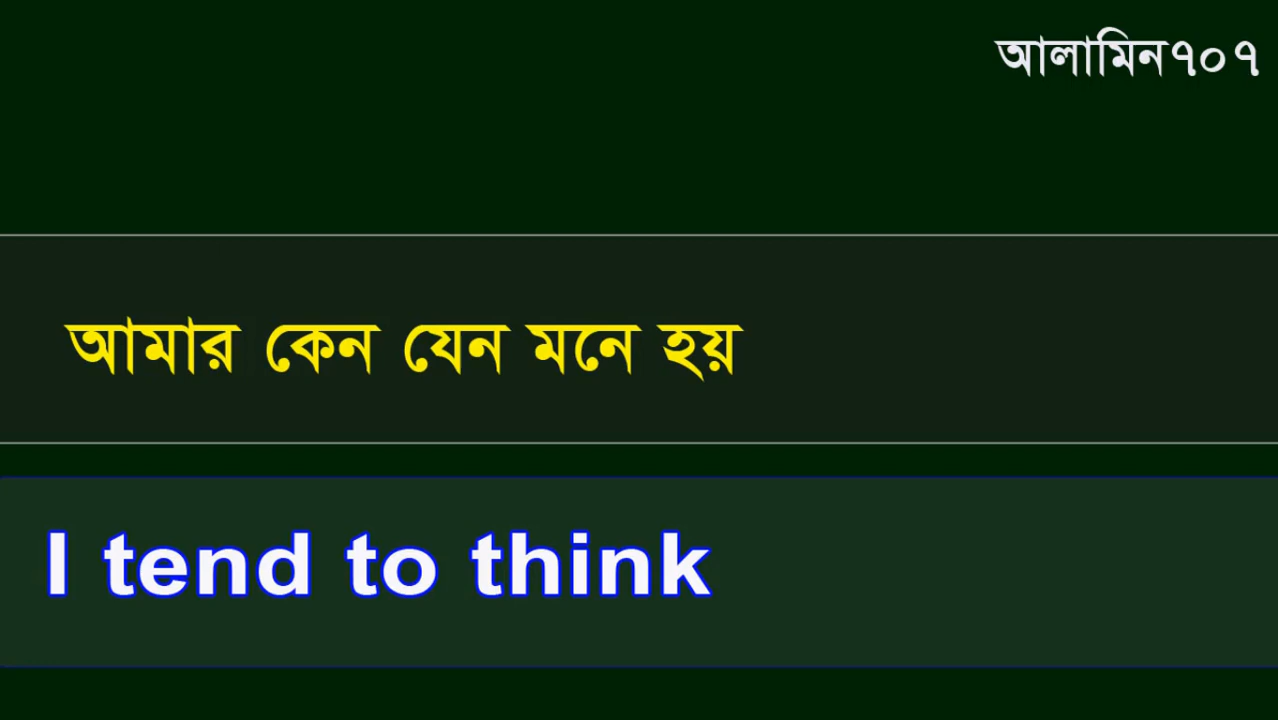 আলামিন৭০৭
আমার কেন যেন মনে হয়
I tend to think